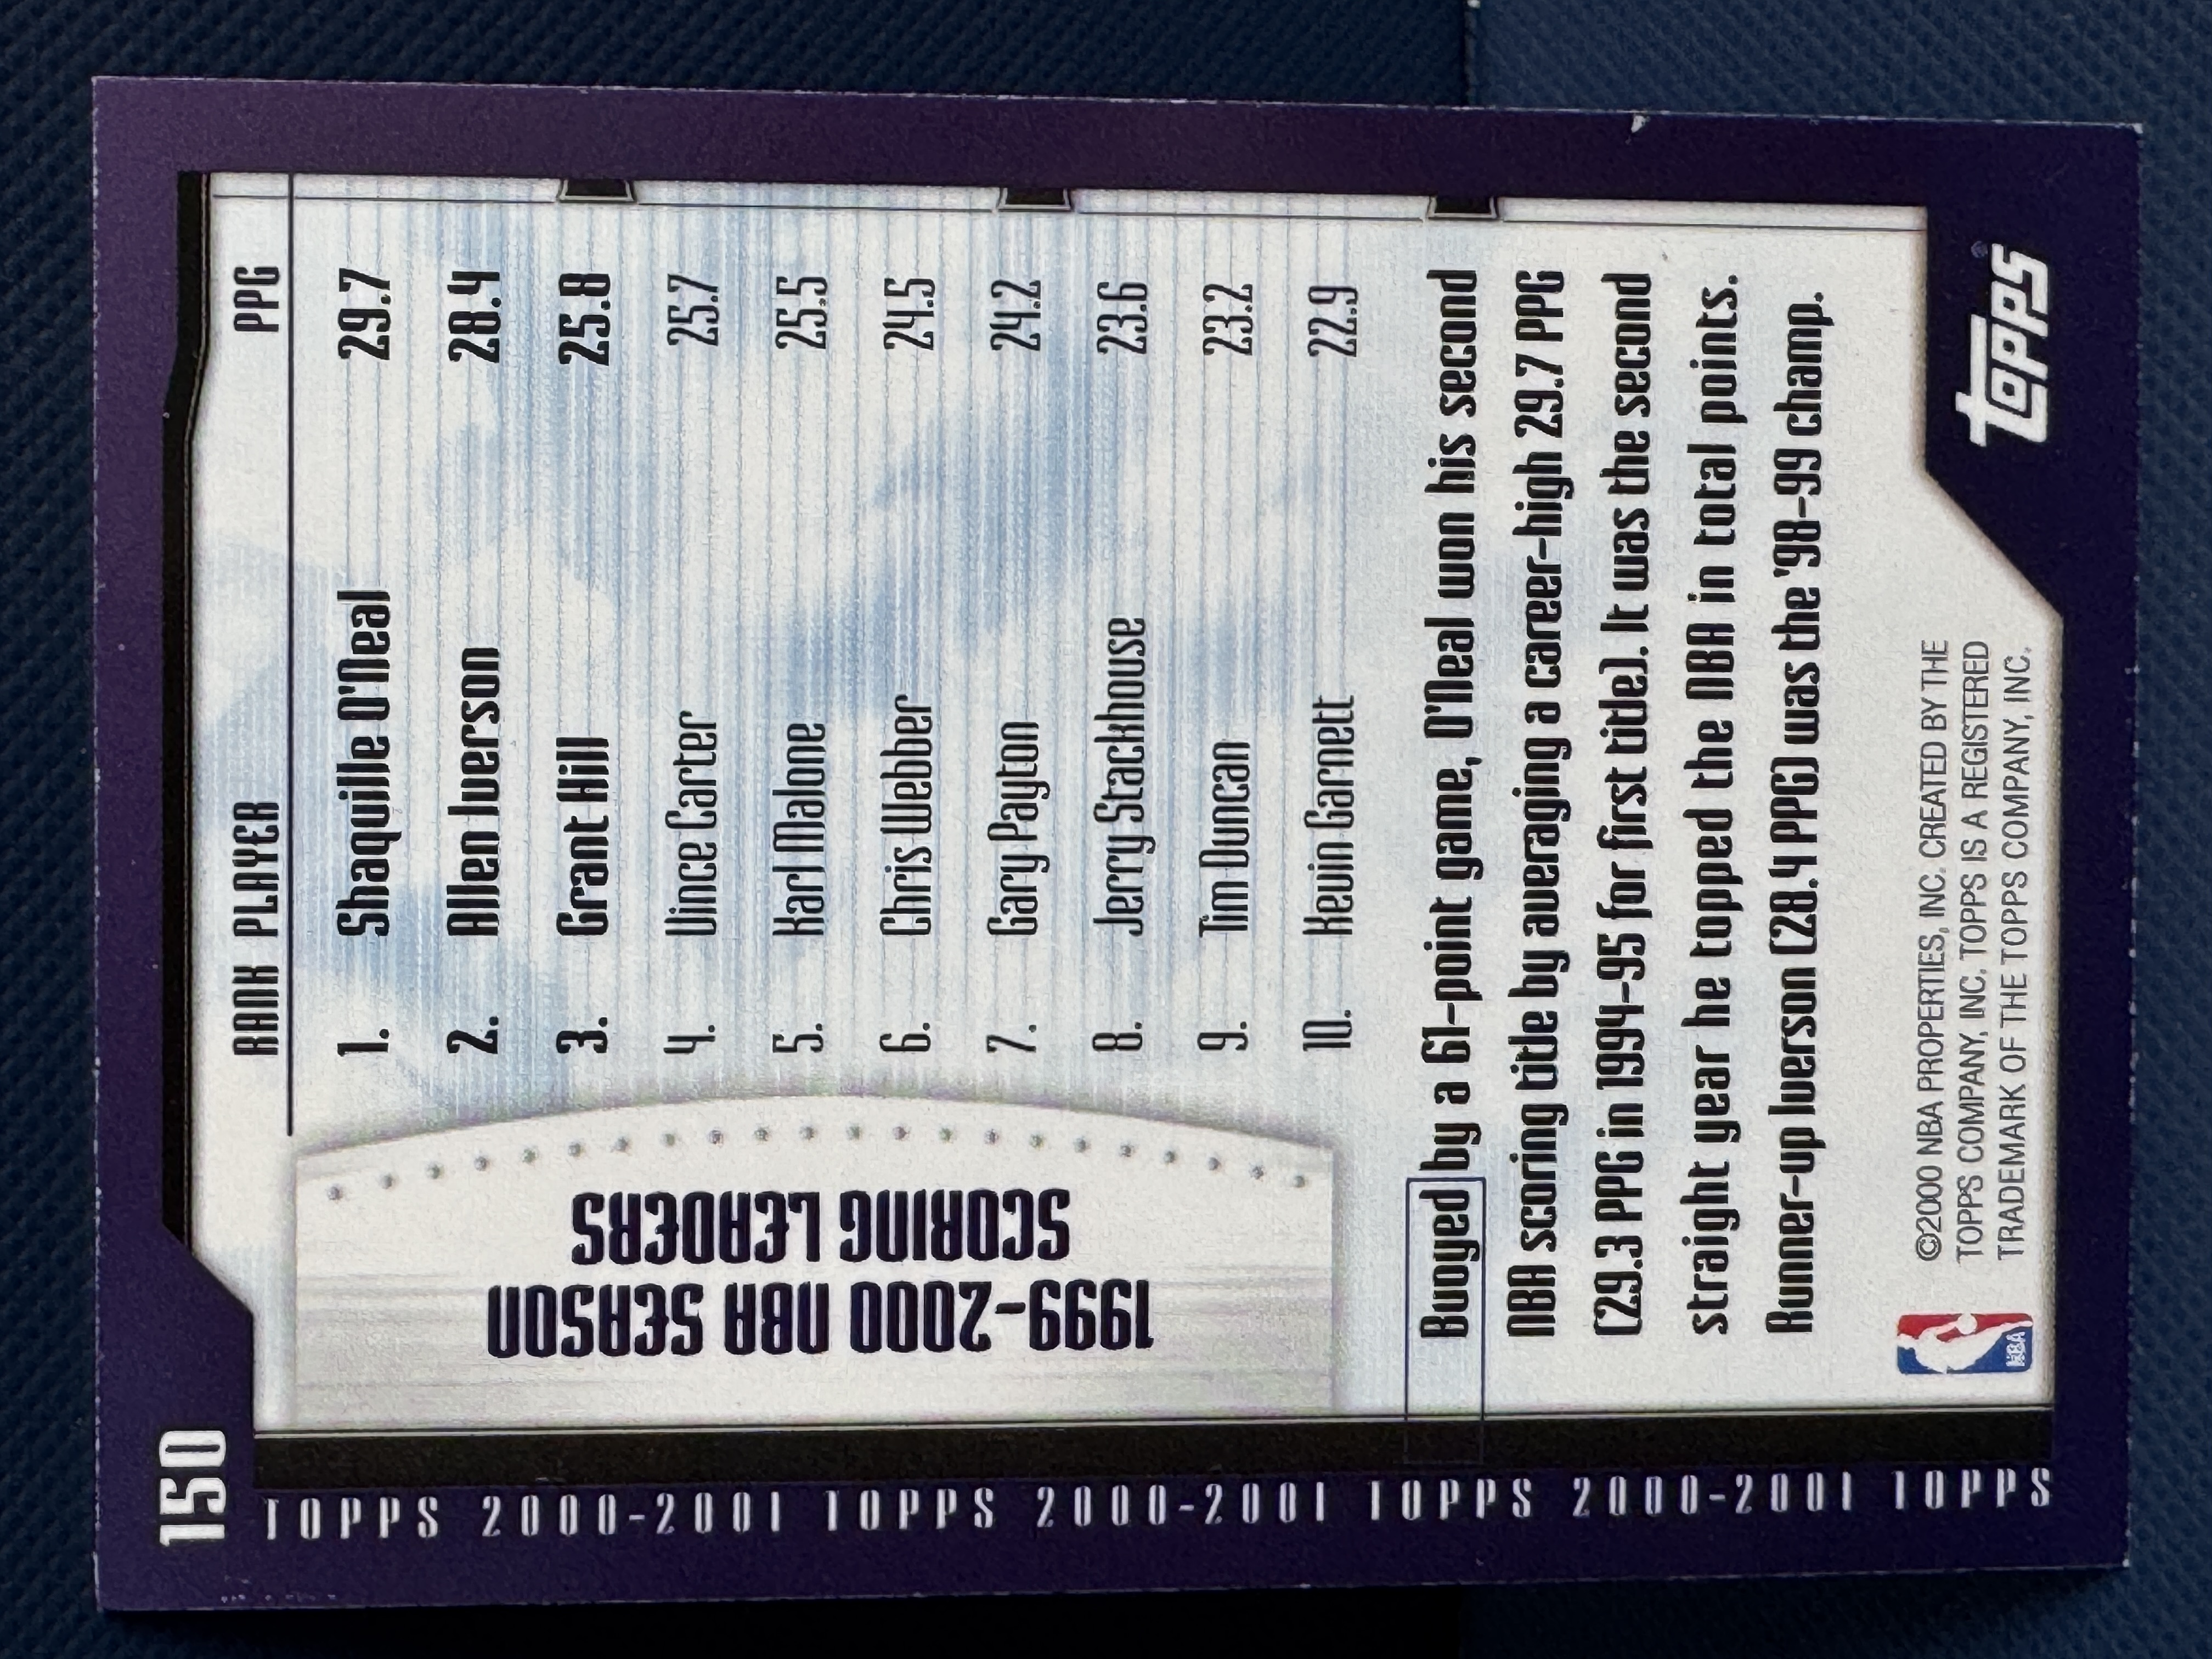 150
1999-2000 NBA SEASON
SCORING LEADERS
RANK PLAYER PPG
1. Shaquille O'Neal 29.7
2. Allen Iverson 28.4
3. Grant Hill 25.8
4. Vince Carter 25.7
5. Karl Malone 25.5
6. Chris Webber 24.5
7. Gary Payton 24.2
8. Jerry Stackhouse 23.6
9. Tim Duncan 23.2
10. Kevin Garnett 22.9
Buoyed by a 61-point game, O'Neal won his second
NBA scoring title by averaging a career-high 29.7 PPG
(29.3 PPG in 1994-95 for first title). It was the second
straight year he topped the NBA in total points.
Runner-up Iverson (28.4 PPG) was the '98-99 champ.
NBA
©2000 NBA PROPERTIES, INC. CREATED BY THE
TOPPS COMPANY, INC. TOPPS IS A REGISTERED
TRADEMARK OF THE TOPPS COMPANY, INC.
Topps®
TOPPS 2000-2001 TOPPS 2000-2001 TOPPS 2000-2001 TOPPS